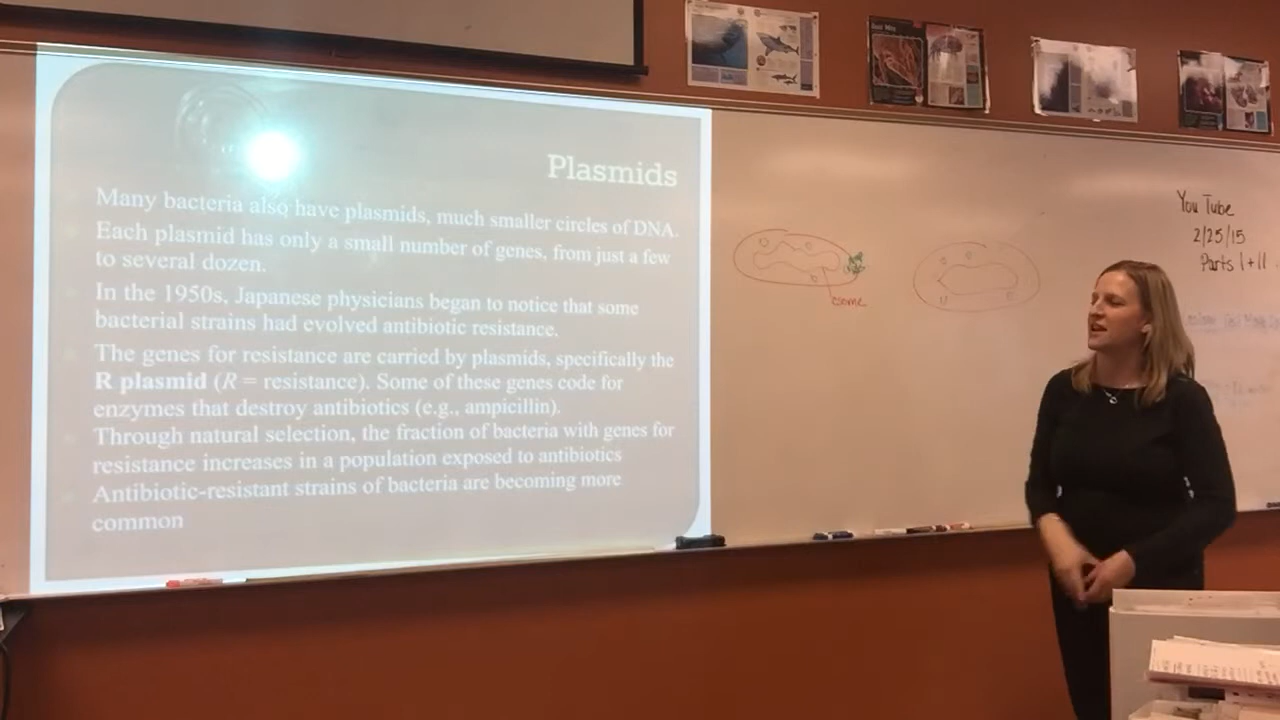 Plasmids
Many bacteria also have plasmids, much smaller circles of DNA.
Each plasmid has only a small number of genes, from just a few
to several dozen.
In the 1950s, Japanese physicians began to notice that some
bacterial strains had evolved antibiotic resistance.
The genes for resistance are carried by plasmids, specifically the
R plasmid (R = resistance). Some of these genes code for
enzymes that destroy antibiotics (e.g., ampicillin).
Through natural selection, the fraction of bacteria with genes for
resistance increases in a population exposed to antibiotics
Antibiotic-resistant strains of bacteria are becoming more
common
csome
You Tube
2/25/15
Parts I + II